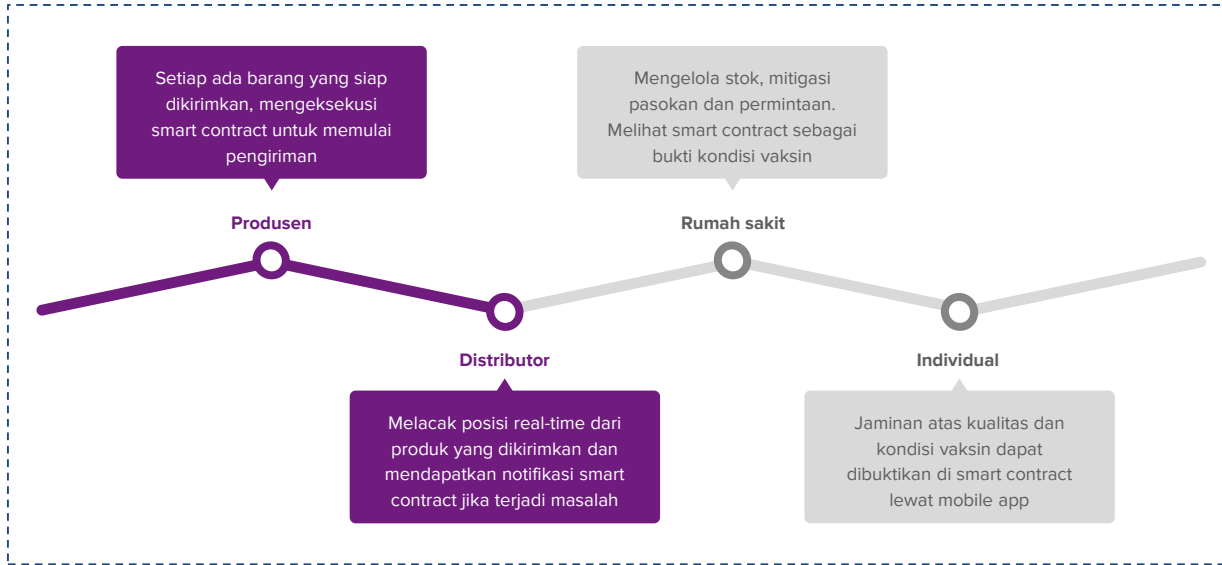 Setiap ada barang yang siap
dikirimkan, mengeksekusi
smart contract untuk memulai
pengiriman
Produsen
Mengelola stok, mitigasi
pasokan dan permintaan.
Melihat smart contract sebagai
bukti kondisi vaksin
Rumah sakit
Distributor
Melacak posisi real-time dari
produk yang dikirimkan dan
mendapatkan notifikasi smart
contract jika terjadi masalah
Individual
Jaminan atas kualitas dan
kondisi vaksin dapat
dibuktikan di smart contract
lewat mobile app